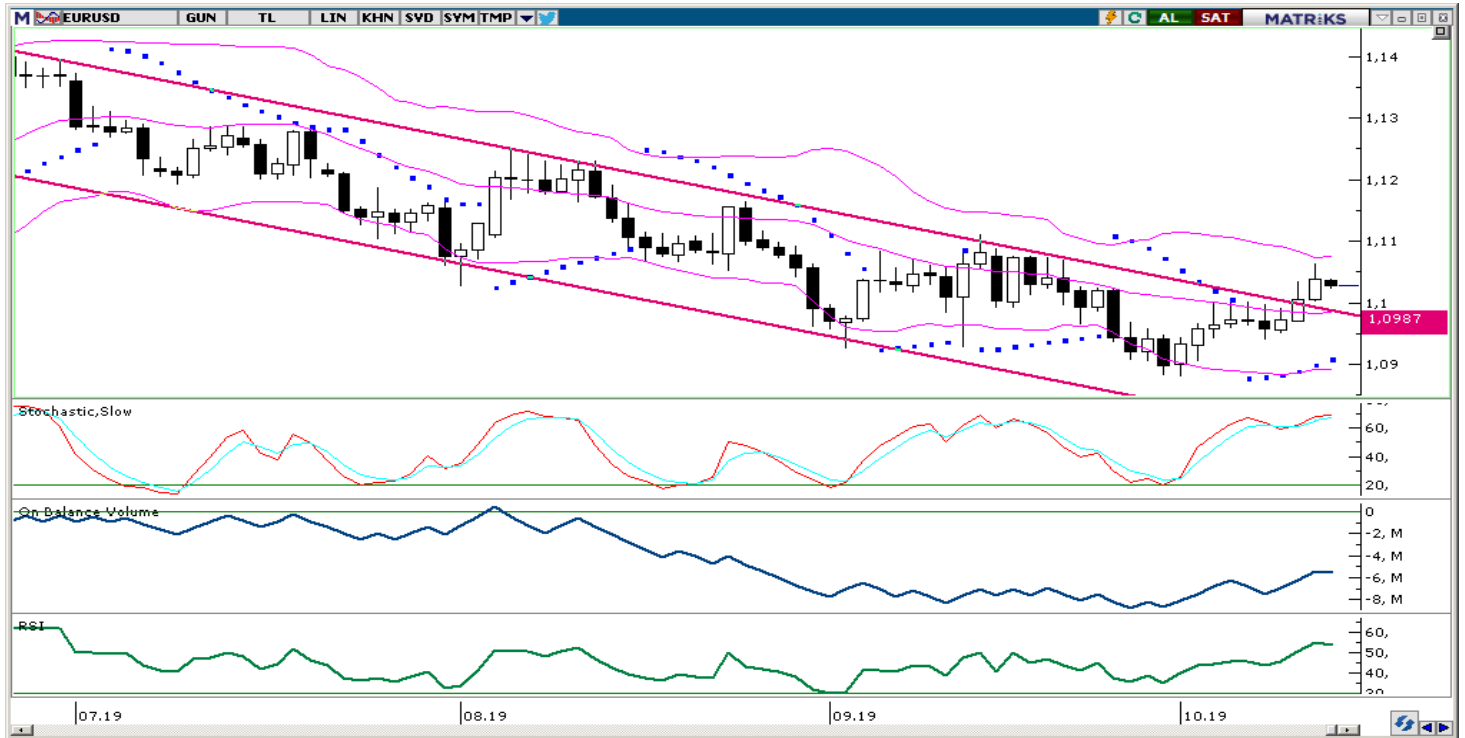 M EURUSD GUN TL LIN KHN SVD SYM TMP AL SAT MATRİKS
1,14
1,13
1,12
1,11
1,1
1,0987
1,09
Stochastic,Slow
60,
40,
20,
On Balance Volume
0
-2, M
-4, M
-6, M
-8, M
RSI
60,
50,
40,
07.19 08.19 09.19 10.19